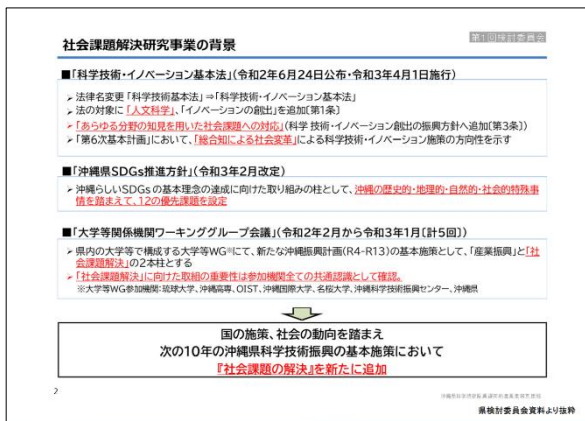 社会課題解決研究事業の背景
第1回検討委員会
■「科学技術・イノベーション基本法」(令和2年6月24日公布・令和3年4月1日施行)
➢ 法律名変更 「科学技術基本法」⇒「科学技術・イノベーション基本法」
➢ 法の対象に「人文科学」、「イノベーションの創出」を追加〔第1条〕
➢「あらゆる分野の知見を用いた社会課題への対応」(科学 技術・イノベーション創出の振興方針へ追加〔第3条〕)
➢「第6次基本計画」において、「総合知による社会変革」による科学技術・イノベーション施策の方向性を示す
■「沖縄県SDGs推進方針」(令和3年2月改定)
➢ 沖縄らしいSDGs の基本理念の達成に向けた取り組みの柱として、沖縄の歴史的・地理的・自然的・社会的特殊事
情を踏まえて、12の優先課題を設定
■「大学等関係機関ワーキンググループ会議」(令和2年2月から令和3年1月〔計5回〕)
➢ 県内の大学等で構成する大学等WG※にて、新たな沖縄振興計画(R4-R13)の基本施策として、「産業振興」と「社
会課題解決」の2本柱とする
➢「社会課題解決」に向けた取組の重要性は参加機関全ての共通認識として確認。
※大学等WG参加機関:琉球大学、沖縄高専、OIST、沖縄国際大学、名桜大学、沖縄科学技術振興センター、沖縄県
国の施策、社会の動向を踏まえ
次の10年の沖縄県科学技術振興の基本施策において
『社会課題の解決』を新たに追加
2
県検討委員会資料より抜粋